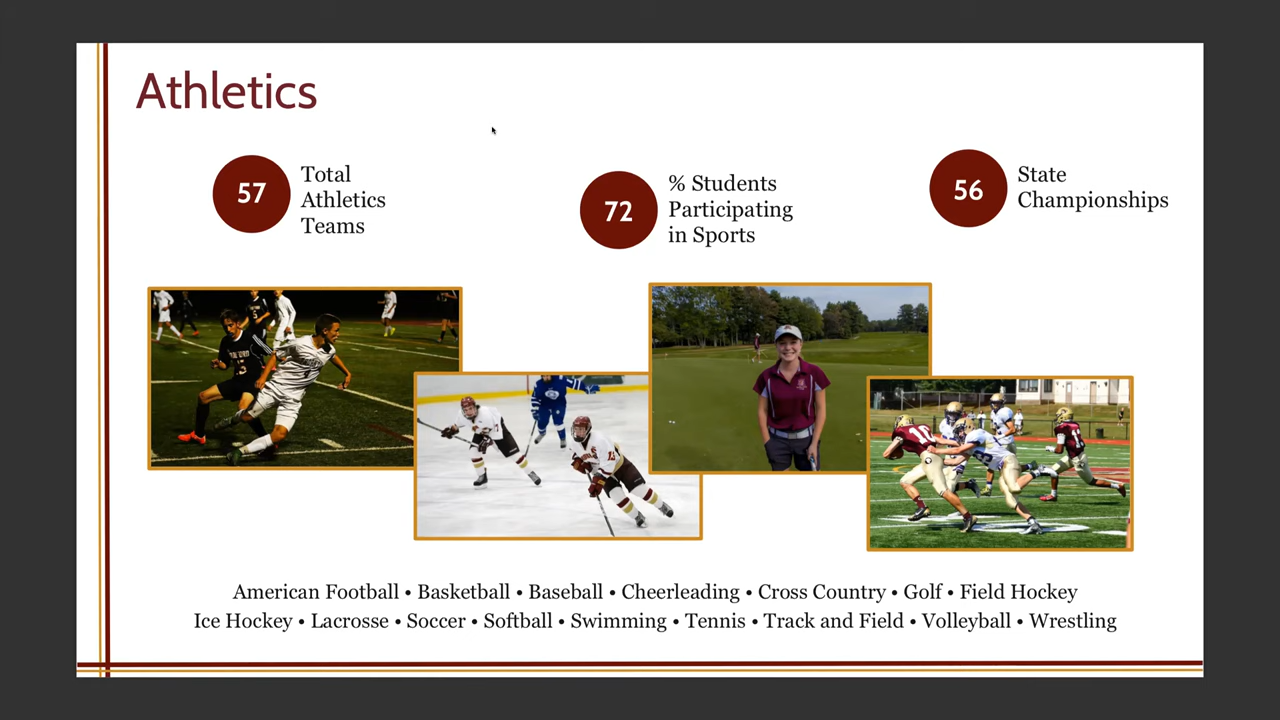 Athletics
57
Total
Athletics
Teams
72
% Students
Participating
in Sports
56
State
Championships
American Football • Basketball • Baseball • Cheerleading • Cross Country • Golf • Field Hockey
Ice Hockey • Lacrosse • Soccer • Softball • Swimming • Tennis • Track and Field • Volleyball • Wrestling